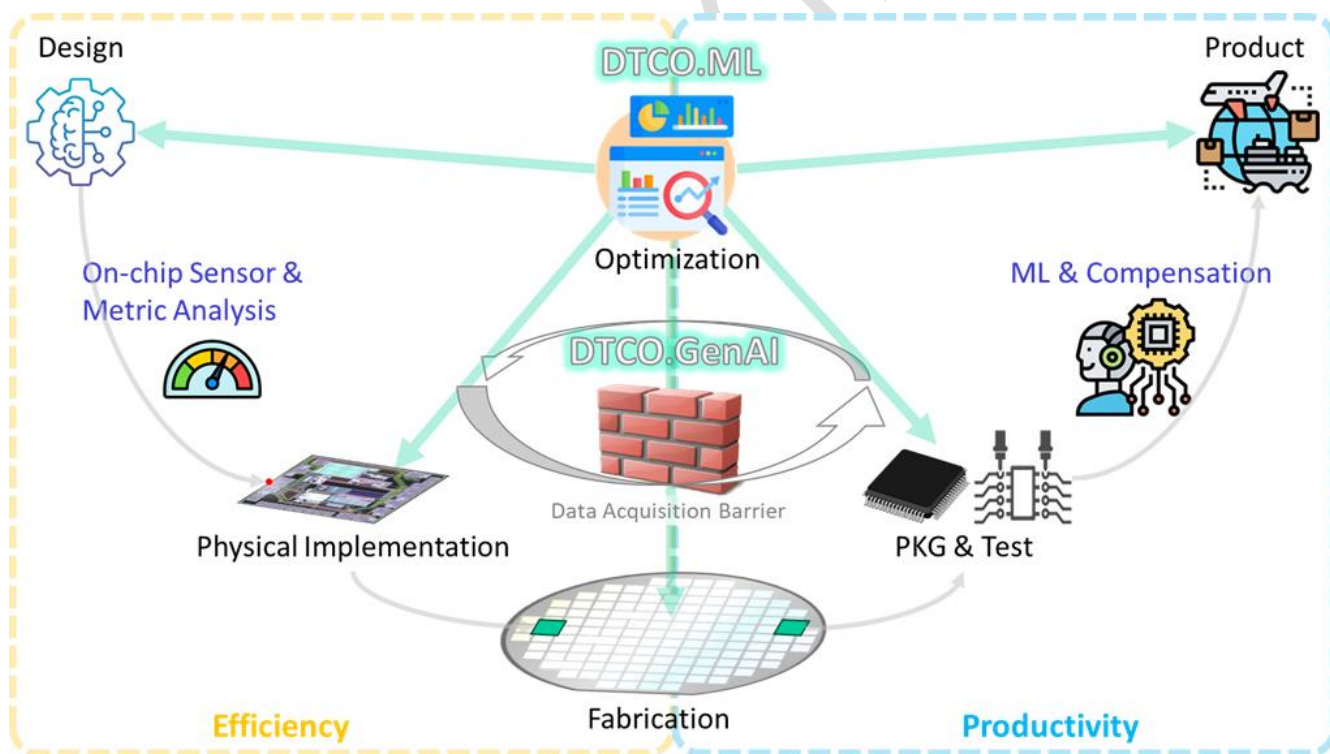 Design
DTCO.ML
Product
Optimization
On-chip Sensor &
Metric Analysis
ML & Compensation
DTCO.GenAI
Data Acquisition Barrier
Physical Implementation
PKG & Test
Fabrication
Efficiency
Productivity